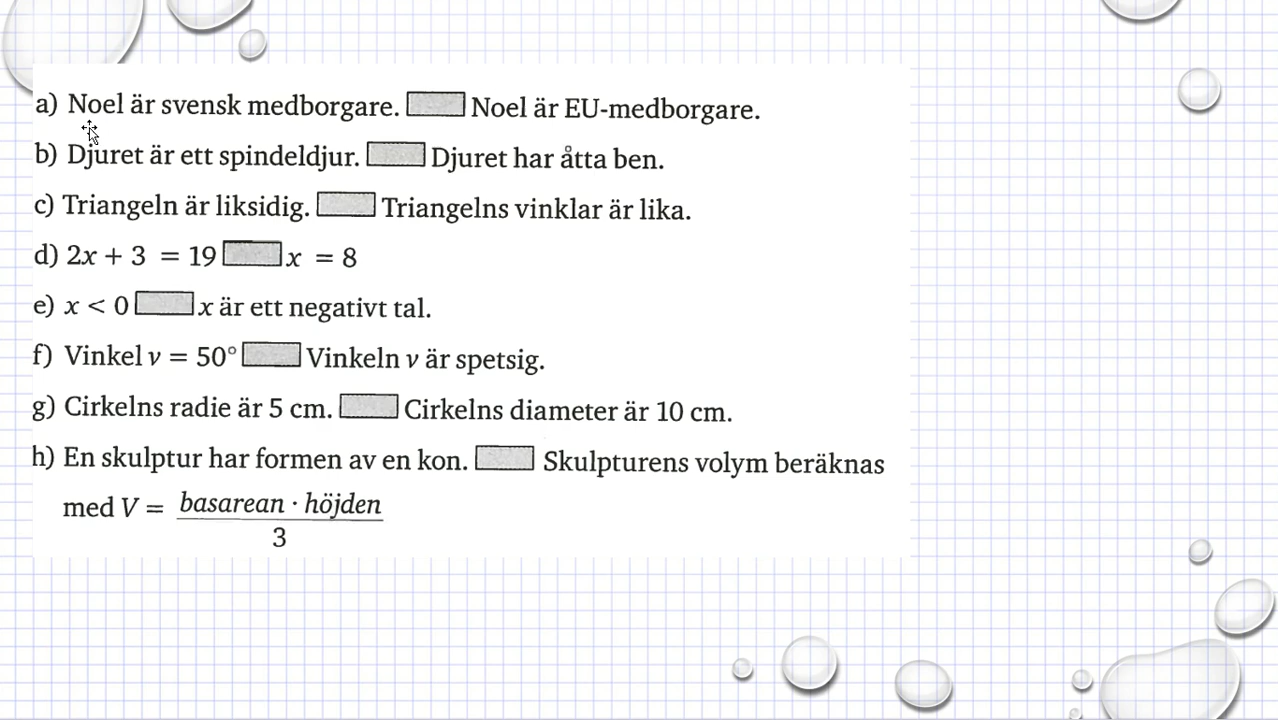 a) Noel är svensk medborgare. Noel är EU-medborgare.
b) Djuret är ett spindeldjur. Djuret har åtta ben.
c) Triangeln är liksidig. Triangelns vinklar är lika.
d) 2x + 3 = 19 x = 8
e) x < 0 x är ett negativt tal.
f) Vinkel v = 50° Vinkeln v är spetsig.
g) Cirkelns radie är 5 cm. Cirkelns diameter är 10 cm.
h) En skulptur har formen av en kon. Skulpturens volym beräknas
med V = basarean · höjden
3